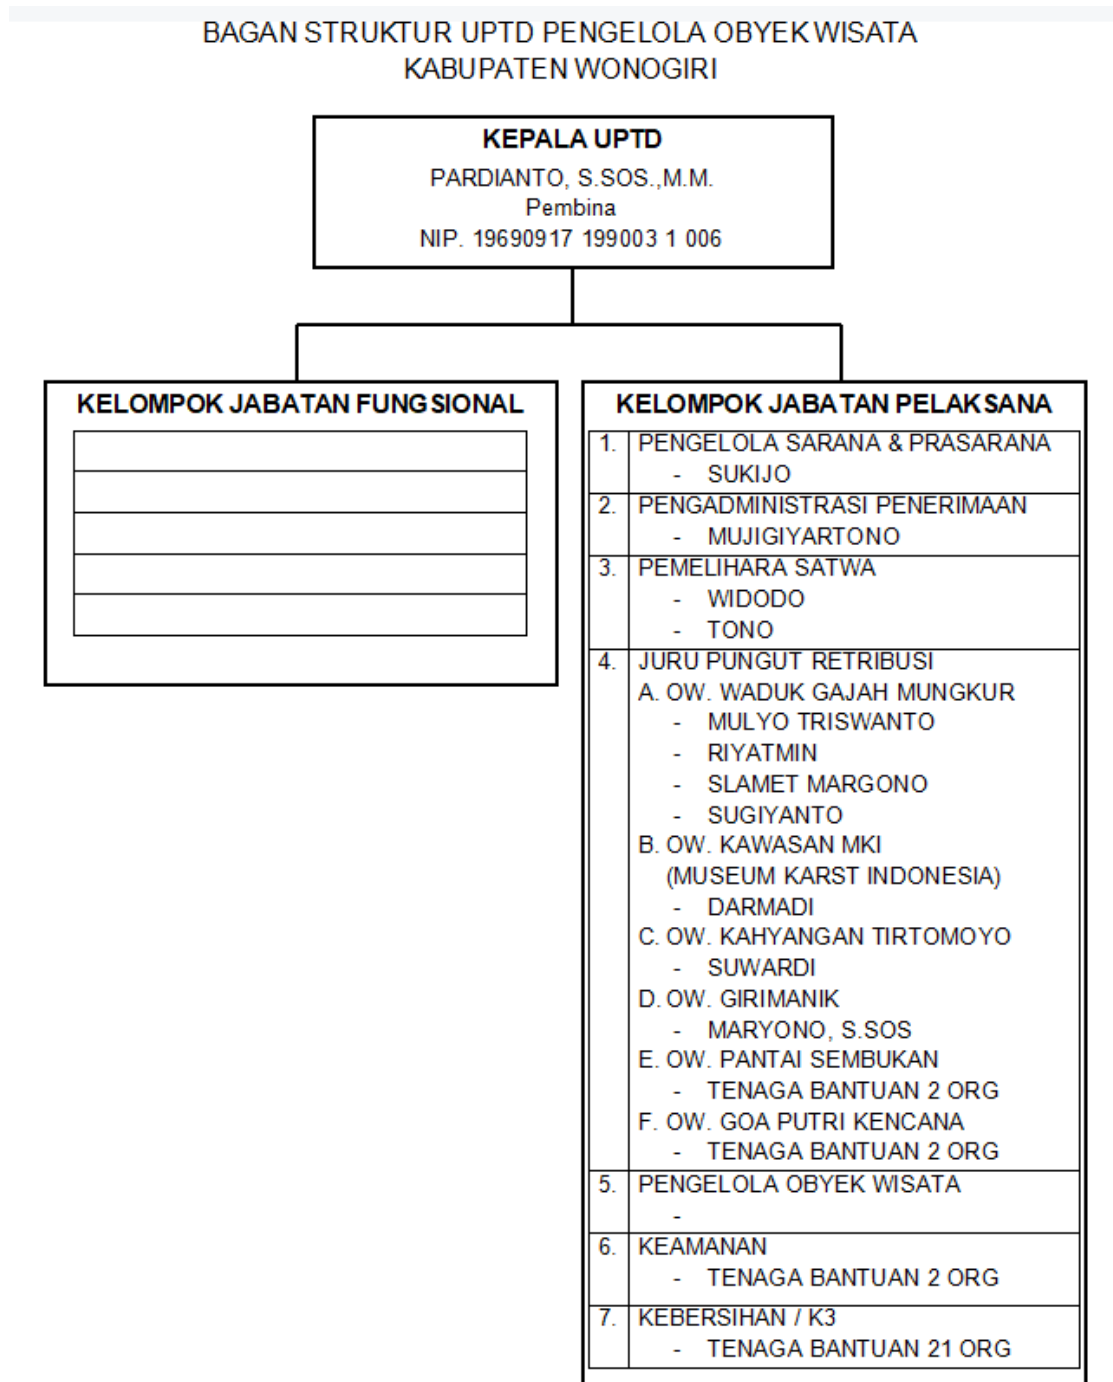 BAGAN STRUKTUR UPTD PENGELOLA OBYEK WISATA
KABUPATEN WONOGIRI
KEPALA UPTD
PARDIANTO, S.SOS.,M.M.
Pembina
NIP. 19690917 199003 1 006
KELOMPOK JABATAN FUNGSIONAL
KELOMPOK JABATAN PELAKSANA
1. PENGELOLA SARANA & PRASARANA
- SUKIJO
2. PENGADMINISTRASI PENERIMAAN
- MUJIGIYARTONO
3. PEMELIHARA SATWA
- WIDODO
- TONO
4. JURU PUNGUT RETRIBUSI
A. OW. WADUK GAJAH MUNGKUR
- MULYO TRISWANTO
- RIYATMIN
- SLAMET MARGONO
- SUGIYANTO
B. OW. KAWASAN MKI
(MUSEUM KARST INDONESIA)
- DARMADI
C. OW. KAHYANGAN TIRTOMOYO
- SUWARDI
D. OW. GIRIMANIK
- MARYONO, S.SOS
E. OW. PANTAI SEMBUKAN
- TENAGA BANTUAN 2 ORG
F. OW. GOA PUTRI KENCANA
- TENAGA BANTUAN 2 ORG
5. PENGELOLA OBYEK WISATA
-
6. KEAMANAN
- TENAGA BANTUAN 2 ORG
7. KEBERSIHAN / K3
- TENAGA BANTUAN 21 ORG